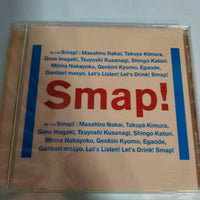 Smap! : Masahiro Nakai, Takuya Kimura,
Goro Inagaki, Tsuyoshi Kusanagi, Shingo Katori.
Minna Nakayoku, Genkini Kyomo, Egaode,
Ganbari masyo. Let's Listen! Let's Drink! Smap!
Smap!
Smap! : Masahiro Nakai, Takuya Kimura,
Goro Inagaki, Tsuyoshi Kusanagi, Shingo Katori.
Minna Nakayoku, Genkini Kyomo, Egaode,
Ganbari masyo. Let's Listen! Let's Drink! Smap!